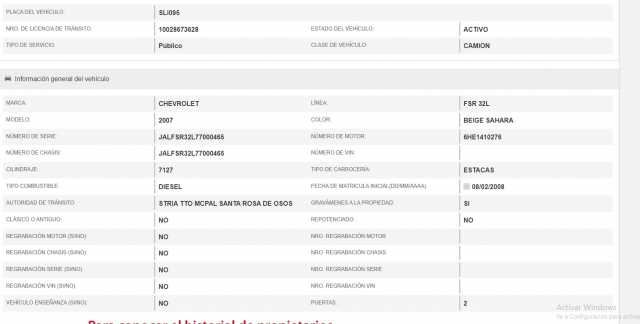 PLACA DEL VEHÍCULO: SLI095
NRO. DE LICENCIA DE TRÁNSITO: 10028673628 ESTADO DEL VEHÍCULO: ACTIVO
TIPO DE SERVICIO: Público CLASE DE VEHÍCULO: CAMION
Información general del vehículo
MARCA: CHEVROLET LÍNEA: FSR 32L
MODELO: 2007 COLOR: BEIGE SAHARA
NÚMERO DE SERIE: JALFSR32L77000465 NÚMERO DE MOTOR: 6HE1410276
NÚMERO DE CHASIS: JALFSR32L77000465 NÚMERO DE VIN:
CILINDRAJE: 7127 TIPO DE CARROCERÍA: ESTACAS
TIPO COMBUSTIBLE: DIESEL FECHA DE MATRICULA INICIAL(DD/MM/AAAA): 08/02/2008
AUTORIDAD DE TRÁNSITO: STRIA TTO MCPAL SANTA ROSA DE OSOS GRAVÁMENES A LA PROPIEDAD: SI
CLÁSICO O ANTIGUO: NO REPOTENCIADO: NO
REGRABACIÓN MOTOR (SI/NO) NO NRO. REGRABACIÓN MOTOR
REGRABACIÓN CHASIS (SI/NO) NO NRO. REGRABACIÓN CHASIS
REGRABACIÓN SERIE (SI/NO) NO NRO. REGRABACIÓN SERIE
REGRABACIÓN VIN (SI/NO) NO NRO. REGRABACIÓN VIN
VEHÍCULO ENSEÑANZA (SI/NO): NO PUERTAS: 2
Activar Windows
Ve a Configuración para activar
Para conocer el historial de propietarios